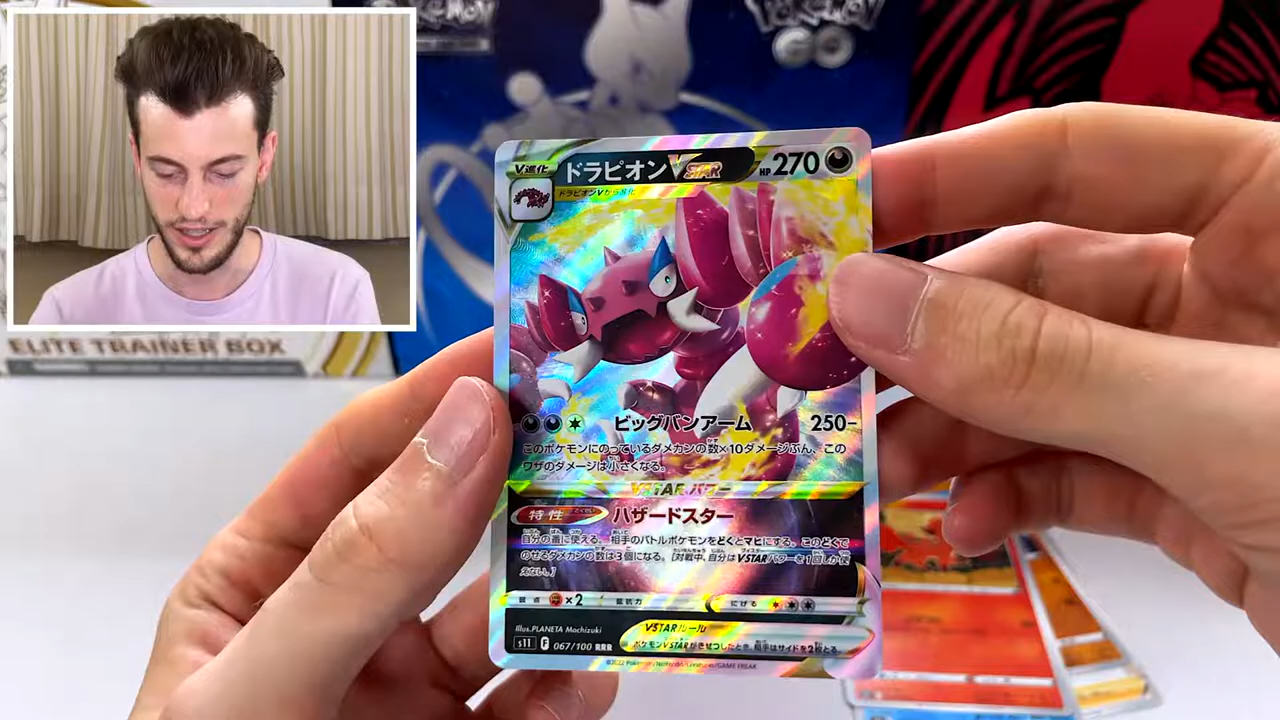 POKÉMON
POKÉMON
GO
ELITE TRAINER BOX
V進化
ドラピオンVSTAR
HP 270
ドラピオンVから進化
ビッグバンアーム 250−
このポケモンにのっているダメカンの数×10ダメージぶん、この
ワザのダメージは小さくなる。
VSTARパワー
特性 ハザードスター
自分の番に使える。相手のバトルポケモンをどくとマヒにする。このどくで
のせるダメカンの数は3個になる。[対戦中、自分はVSTARパワーを1回しか使
えない。]
弱点 ×2 抵抗力 にげる
Illus. PLANETA Mochizuki
VSTARルール
s11 F 067/100 RRR
ポケモンVSTARがきぜつしたとき、相手はサイドを2枚とる。
©2022 Pokémon/Nintendo/Creatures/GAME FREAK